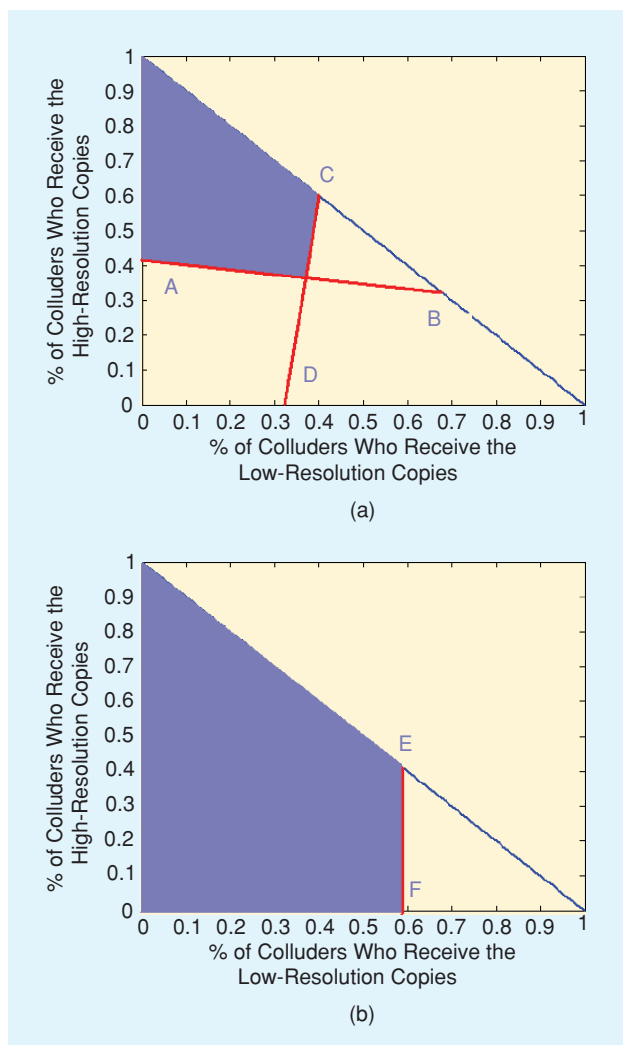 1
0.9
0.8
0.7
0.6
0.5
0.4
0.3
0.2
0.1
0
% of Colluders Who Receive the
High-Resolution Copies
C
A
B
D
0 0.1 0.2 0.3 0.4 0.5 0.6 0.7 0.8 0.9 1
% of Colluders Who Receive the
Low-Resolution Copies
(a)
1
0.9
0.8
0.7
0.6
0.5
0.4
0.3
0.2
0.1
0
% of Colluders Who Receive the
High-Resolution Copies
E
F
0 0.1 0.2 0.3 0.4 0.5 0.6 0.7 0.8 0.9 1
% of Colluders Who Receive the
Low-Resolution Copies
(b)